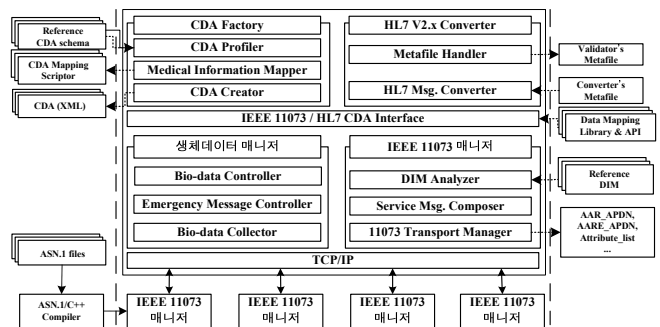 Reference
CDA schema
CDA Mapping
Scriptor
CDA (XML)
ASN.1 files
ASN.1/C++
Compiler
CDA Factory
CDA Profiler
Medical Information Mapper
CDA Creator
HL7 V2.x Converter
Metafile Handler
HL7 Msg. Converter
IEEE 11073 / HL7 CDA Interface
생체데이터 매니저
Bio-data Controller
Emergency Message Controller
Bio-data Collector
IEEE 11073 매니저
DIM Analyzer
Service Msg. Composer
11073 Transport Manager
TCP/IP
IEEE 11073
매니저
IEEE 11073
매니저
IEEE 11073
매니저
IEEE 11073
매니저
Validator's
Metafile
Converter's
Metafile
Data Mapping
Library & API
Reference
DIM
AAR_APDN,
AARE_APDN,
Attribute_list
...